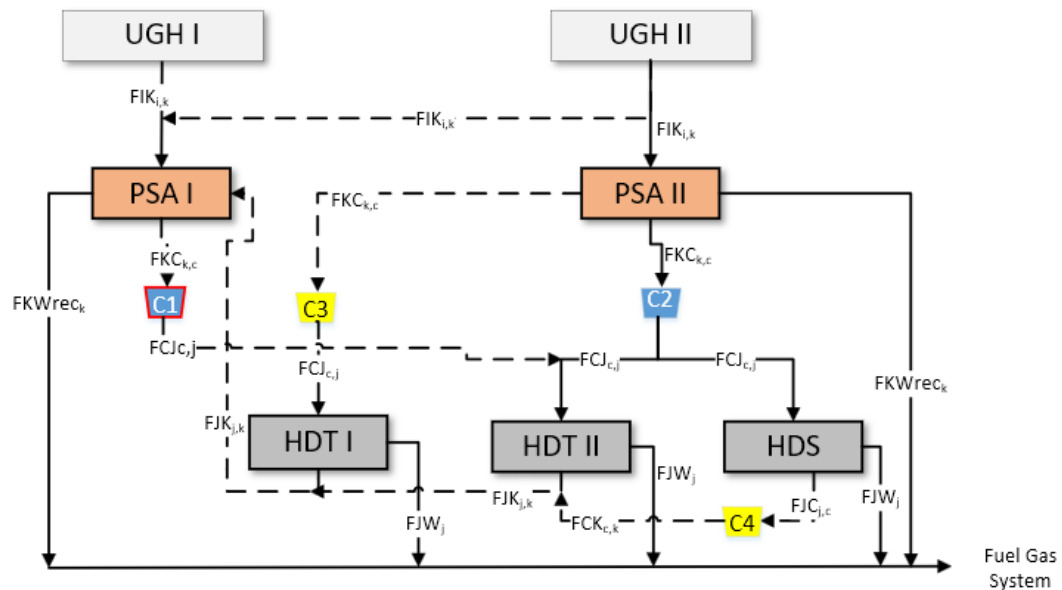 UGH I
UGH II
FIKi,k
FIKi,k
FIKi,k
PSA I
PSA II
FKCk,c
FKCk,c
FKCk,c
FKWreck
C1
C3
C2
FCJc,j
FCJc,j
FCJc,j
FCJc,j
FKWreck
FJKj,k
HDT I
HDT II
HDS
FJKj,k
FJWj
FJWj
FJCj,c
FJWj
FCKc,k
C4
Fuel Gas
System